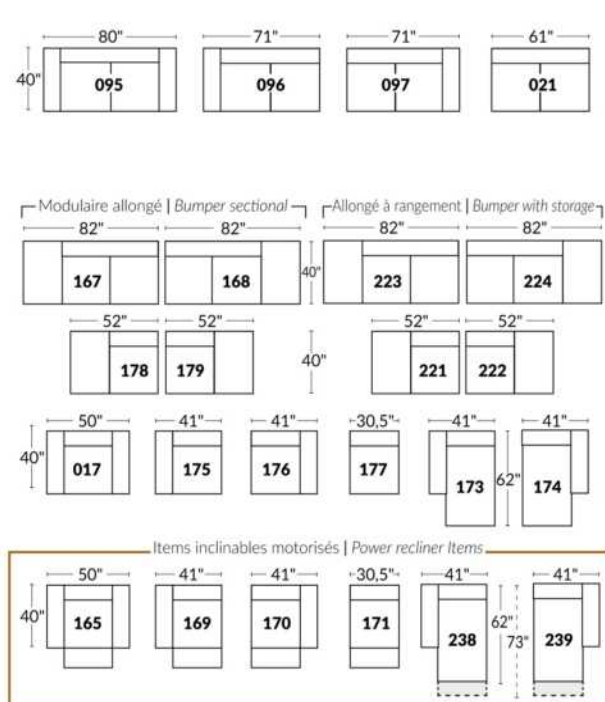 80" 71" 71" 61"
40" 095 096 097 021
Modulaire allongé | Bumper sectional Allongé à rangement | Bumper with storage
82" 82" 82" 82"
167 168 40" 223 224
52" 52" 52" 52"
178 179 40" 221 222
50" 41" 41" 30,5" 41" 41"
40" 017 175 176 177 173 62" 174
Items inclinables motorisés | Power recliner Items
50" 41" 41" 30,5" 41" 41"
40" 165 169 170 171 238 62" 73" 239